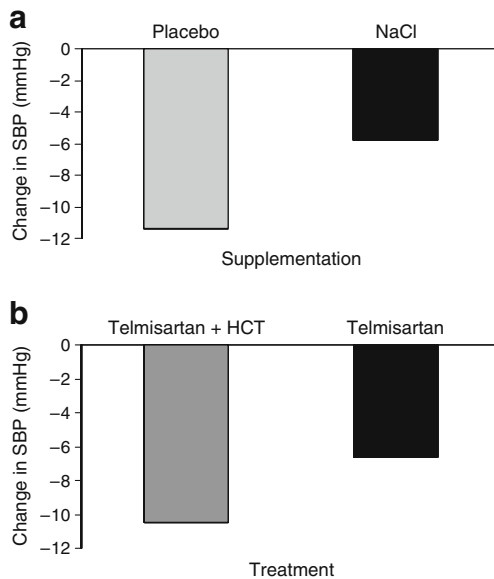 a
Placebo NaCl
0
−2
−4
−6
−8
−10
−12
Change in SBP (mmHg)
Supplementation
b
Telmisartan + HCT Telmisartan
0
−2
−4
−6
−8
−10
−12
Change in SBP (mmHg)
Treatment